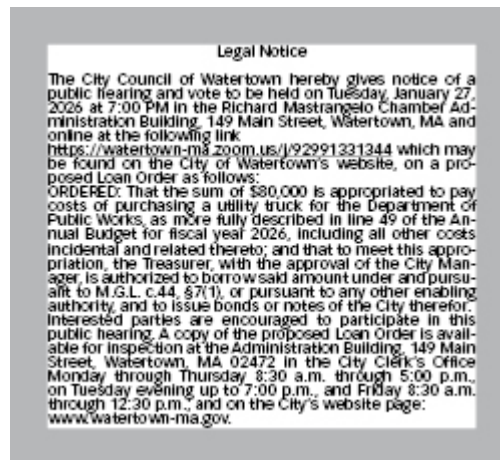 Legal Notice
The City Council of Watertown hereby gives notice of a
public hearing and vote to be held on Tuesday, January 27,
2026 at 7:00 PM in the Richard Mastrangelo Chamber Ad-
ministration Building, 149 Main Street, Watertown, MA and
online at the following link
https://watertown-ma.zoom.us/j/92991331344 which may
be found on the City of Watertown's website, on a pro-
posed Loan Order as follows:
ORDERED: That the sum of $80,000 is appropriated to pay
costs of purchasing a utility truck for the Department of
Public Works, as more fully described in line 49 of the An-
nual Budget for fiscal year 2026, including all other costs
incidental and related thereto; and that to meet this appro-
priation, the Treasurer, with the approval of the City Man-
ager, is authorized to borrow said amount under and pursu-
ant to M.G.L. c.44, §7(1), or pursuant to any other enabling
authority, and to issue bonds or notes of the City therefor.
Interested parties are encouraged to participate in this
public hearing. A copy of the proposed Loan Order is avail-
able for inspection at the Administration Building, 149 Main
Street, Watertown, MA 02472 in the City Clerk's Office
Monday through Thursday 8:30 a.m. through 5:00 p.m.,
on Tuesday evening up to 7:00 p.m., and Friday 8:30 a.m.
through 12:30 p.m., and on the City's website page:
www.watertown-ma.gov.